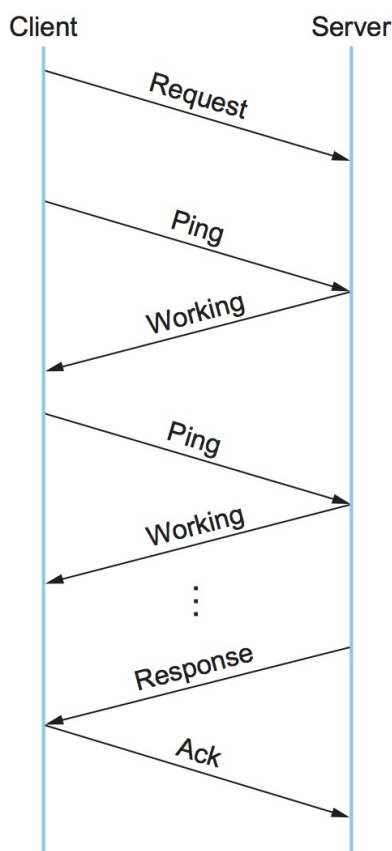 Client Server
Request
Ping
Working
Ping
Working
⋮
Response
Ack